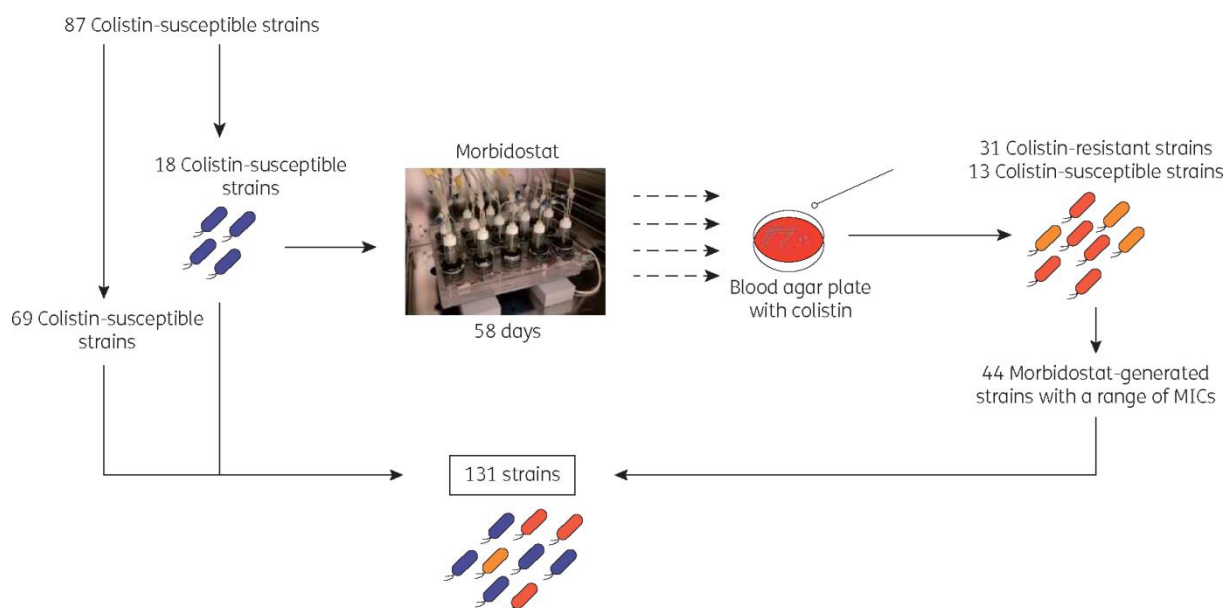 87 Colistin-susceptible strains
18 Colistin-susceptible
strains
Morbidostat
58 days
Blood agar plate
with colistin
31 Colistin-resistant strains
13 Colistin-susceptible strains
69 Colistin-susceptible
strains
44 Morbidostat-generated
strains with a range of MICs
131 strains